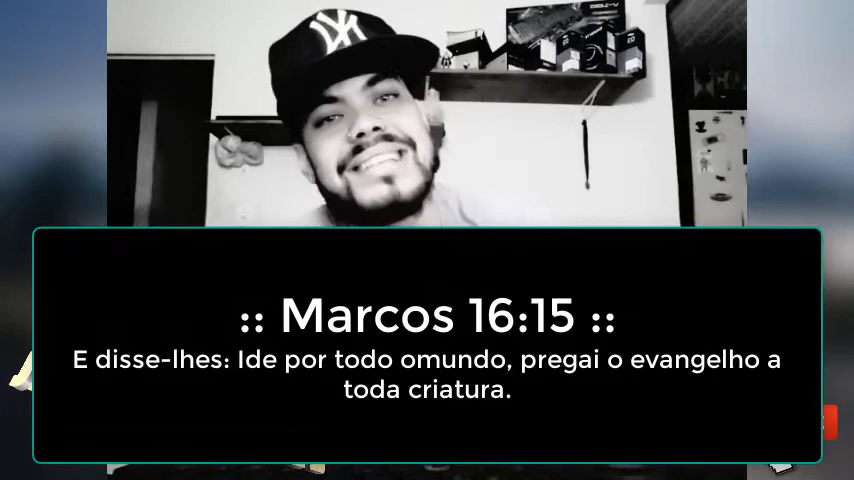 :: Marcos 16:15 ::
E disse-lhes: Ide por todo omundo, pregai o evangelho a
toda criatura.